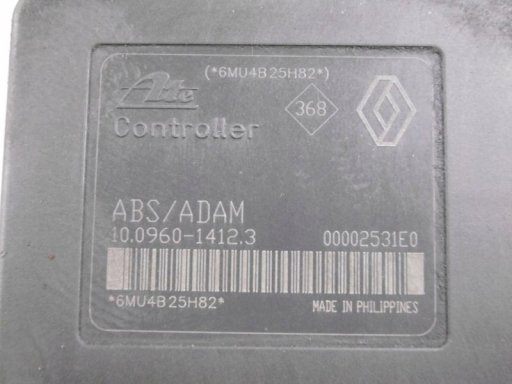 (*6MU4B25H82*)
Ate
368
Controller
ABS/ADAM
10.0960-1412.3 00002531E0
*6MU4B25H82* MADE IN PHILIPPINES